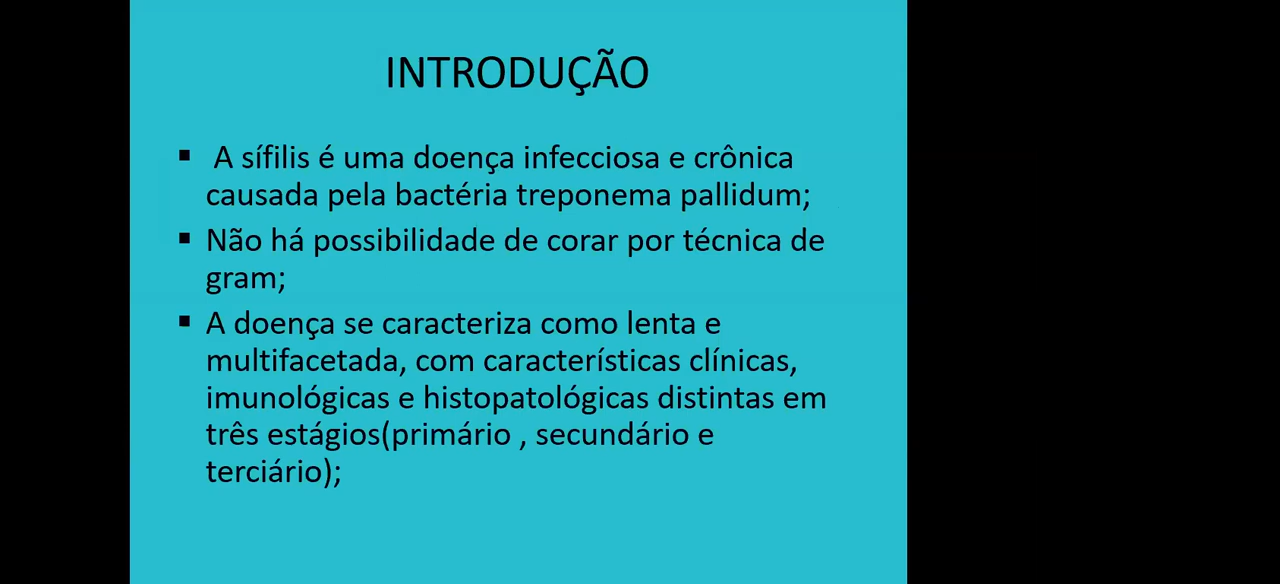 INTRODUÇÃO
▪ A sífilis é uma doença infecciosa e crônica
causada pela bactéria treponema pallidum;
▪ Não há possibilidade de corar por técnica de
gram;
▪ A doença se caracteriza como lenta e
multifacetada, com características clínicas,
imunológicas e histopatológicas distintas em
três estágios(primário , secundário e
terciário);